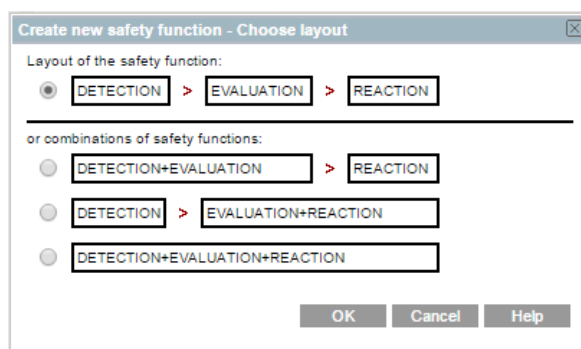 Create new safety function - Choose layout
Layout of the safety function:
DETECTION > EVALUATION > REACTION
or combinations of safety functions:
DETECTION+EVALUATION > REACTION
DETECTION > EVALUATION+REACTION
DETECTION+EVALUATION+REACTION
OK Cancel Help